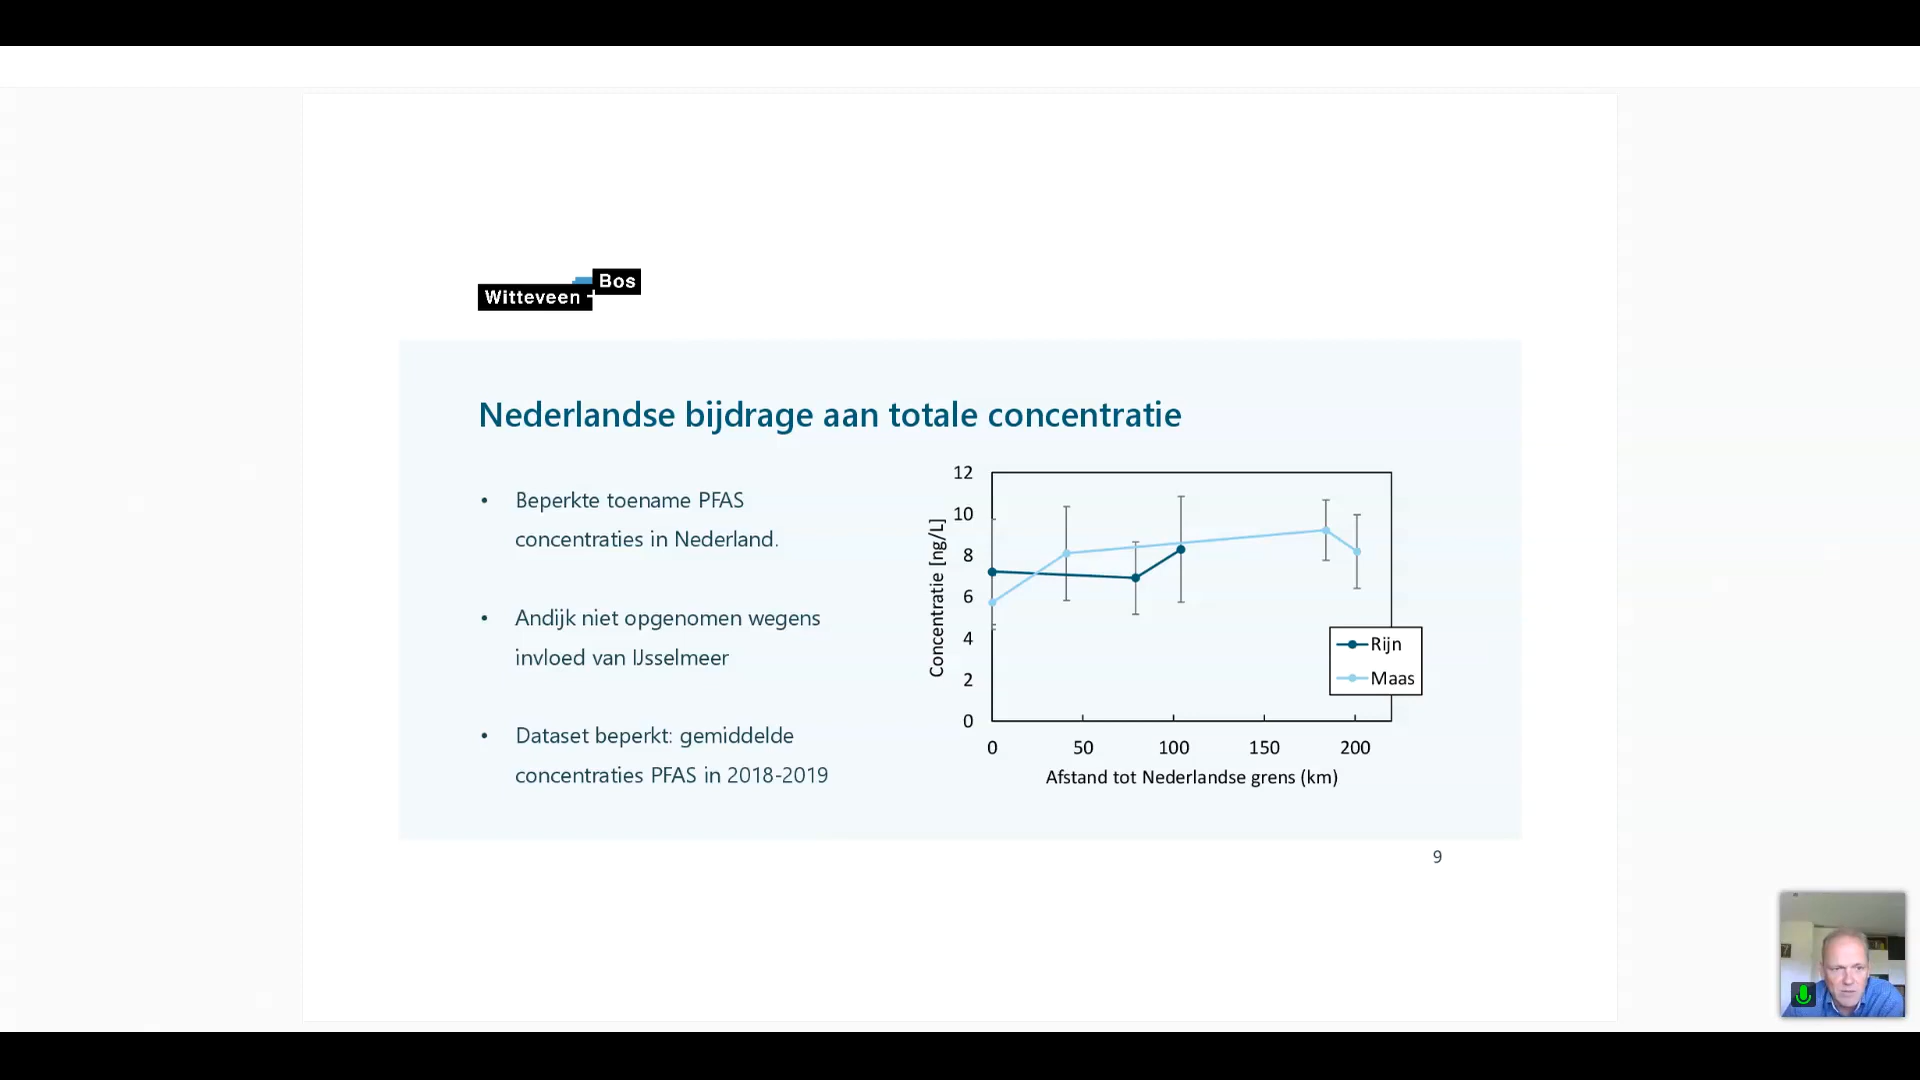 Witteveen + Bos
Nederlandse bijdrage aan totale concentratie
• Beperkte toename PFAS
concentraties in Nederland.
• Andijk niet opgenomen wegens
invloed van IJsselmeer
• Dataset beperkt: gemiddelde
concentraties PFAS in 2018-2019
Concentratie [ng/L]
12
10
8
6
4
2
0
0 50 100 150 200
Afstand tot Nederlandse grens (km)
Rijn
Maas
9